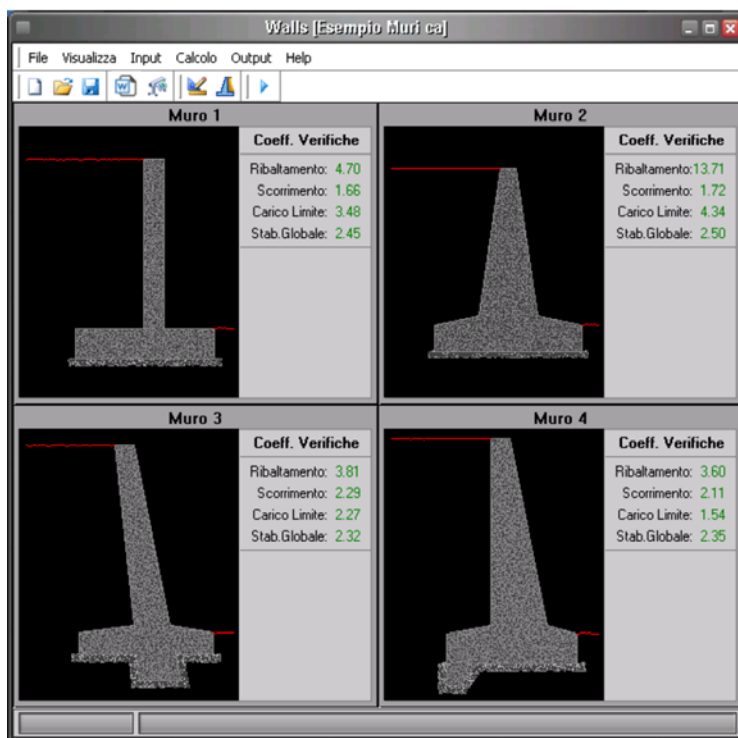 Walls [Esempio Muri ca]
File Visualizza Input Calcolo Output Help
Muro 1
Coeff. Verifiche
Ribaltamento: 4.70
Scorrimento: 1.66
Carico Limite: 3.48
Stab.Globale: 2.45
Muro 2
Coeff. Verifiche
Ribaltamento:13.71
Scorrimento: 1.72
Carico Limite: 4.34
Stab.Globale: 2.50
Muro 3
Coeff. Verifiche
Ribaltamento: 3.81
Scorrimento: 2.29
Carico Limite: 2.27
Stab.Globale: 2.32
Muro 4
Coeff. Verifiche
Ribaltamento: 3.60
Scorrimento: 2.11
Carico Limite: 1.54
Stab.Globale: 2.35